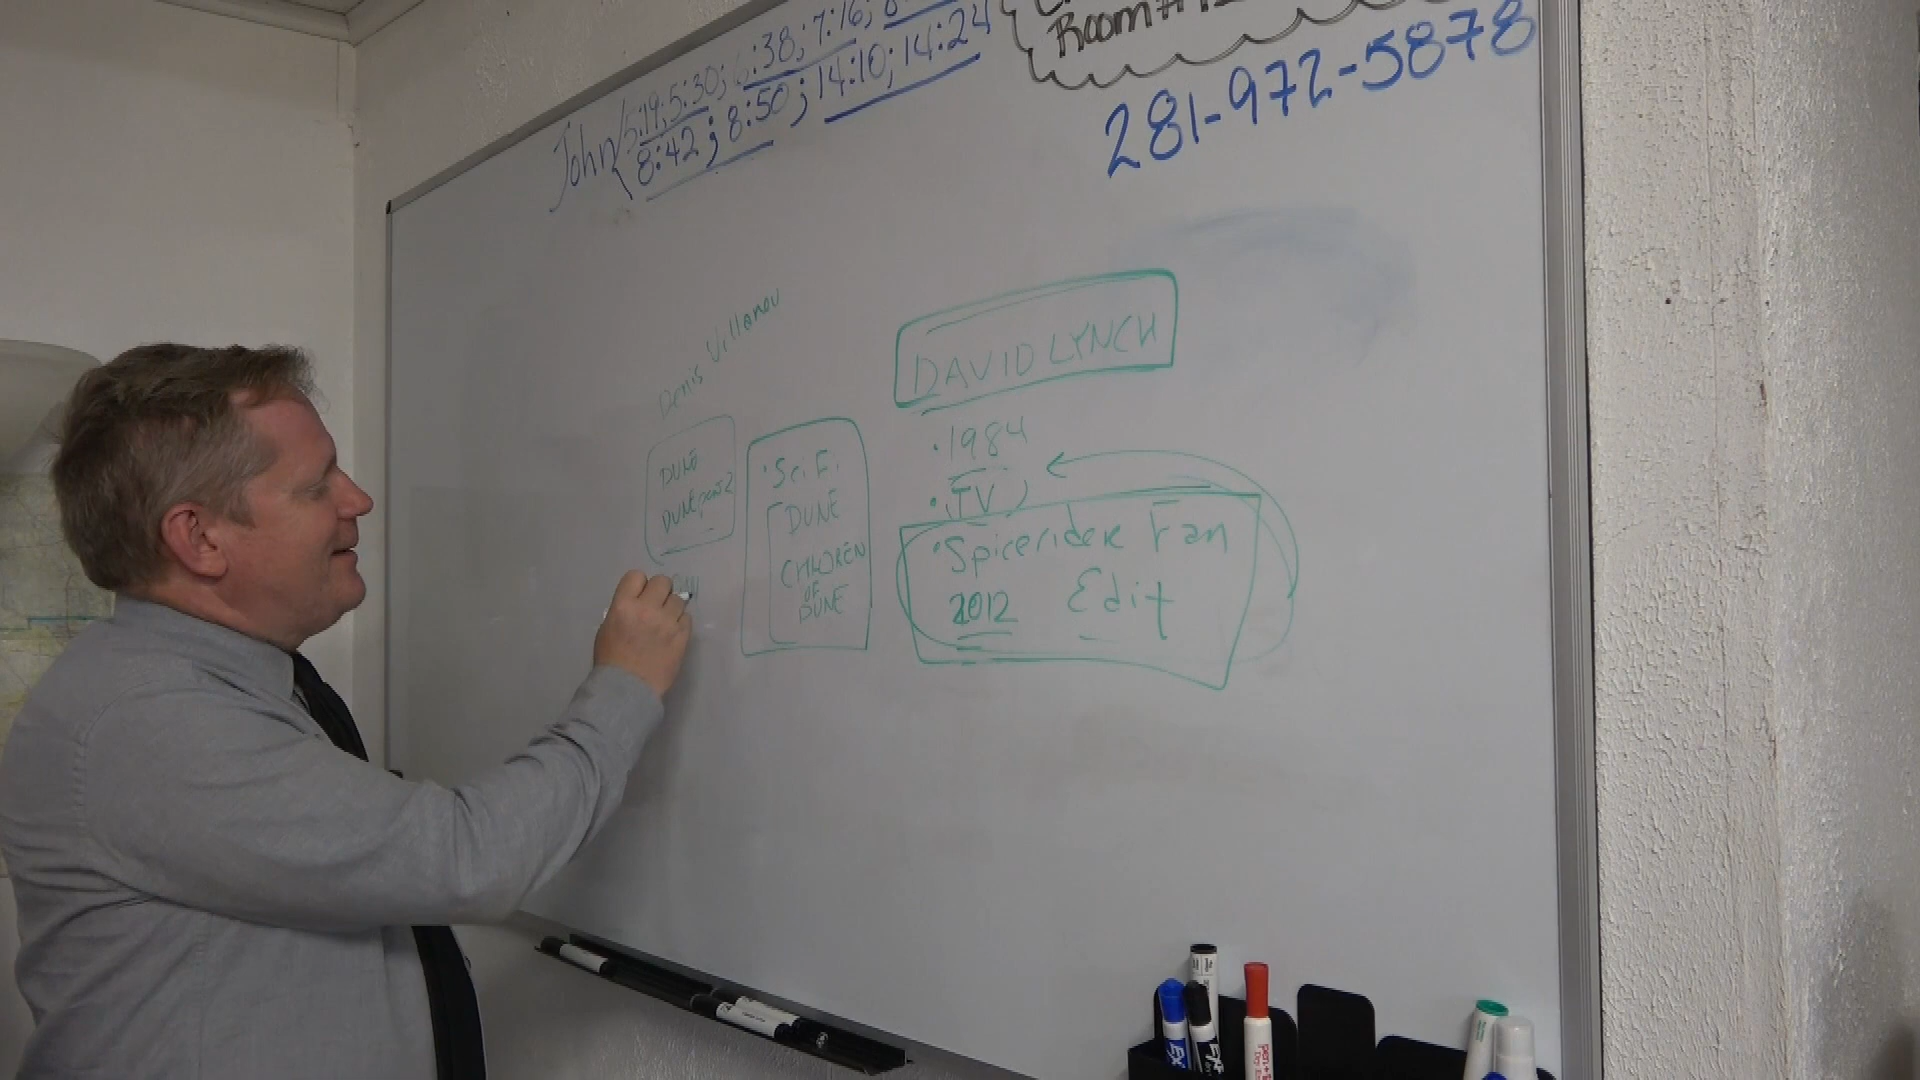 Room #
John 5:19; 5:30; 6:38; 7:16;
8:42; 8:50; 14:10; 14:24
281-972-5878
Denis Villanou
DAVID LYNCH
DUNE
DUNE part 2
• Sci Fi
DUNE
CHILDREN
OF
DUNE
• 1984
• TV
• Spicerider Fan
2012 Edit